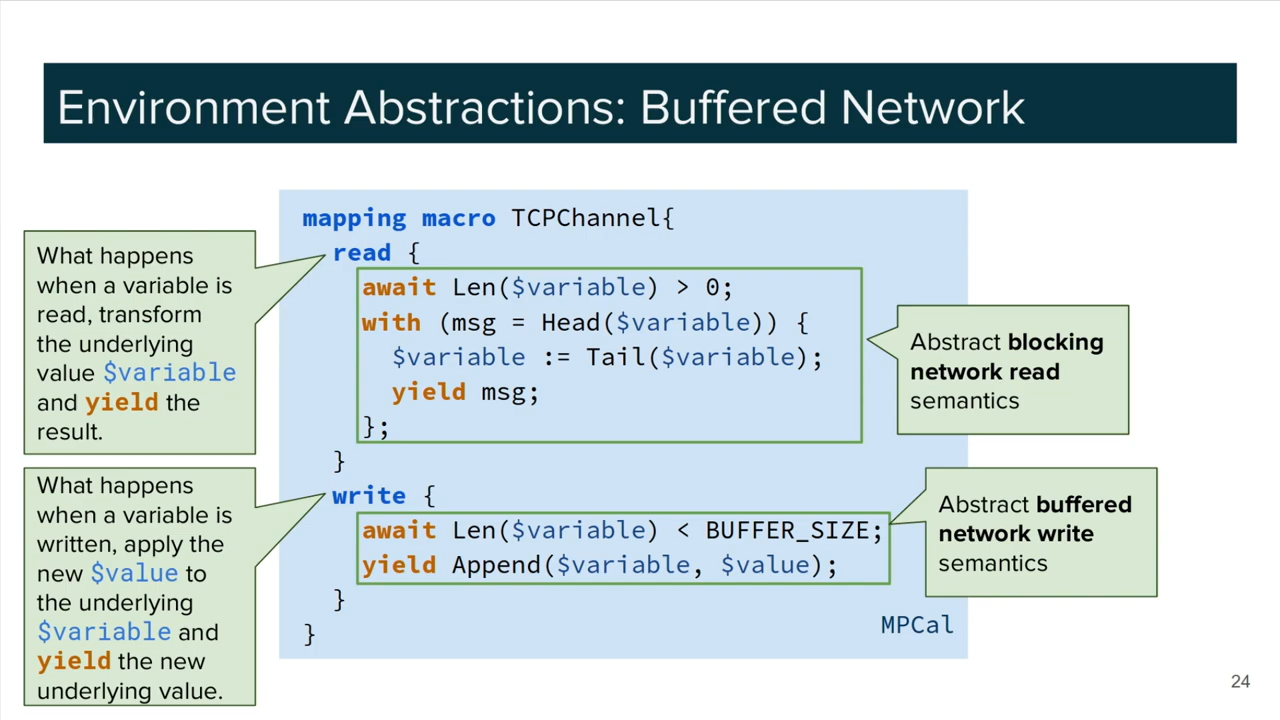 Environment Abstractions: Buffered Network
What happens
when a variable is
read, transform
the underlying
value $variable
and yield the
result.
What happens
when a variable is
written, apply the
new $value to
the underlying
$variable and
yield the new
underlying value.
mapping macro TCPChannel{
read {
await Len($variable) > 0;
with (msg = Head($variable)) {
$variable := Tail($variable);
yield msg;
};
}
write {
await Len($variable) < BUFFER_SIZE;
yield Append($variable, $value);
}
}
MPCal
Abstract blocking
network read
semantics
Abstract buffered
network write
semantics
24